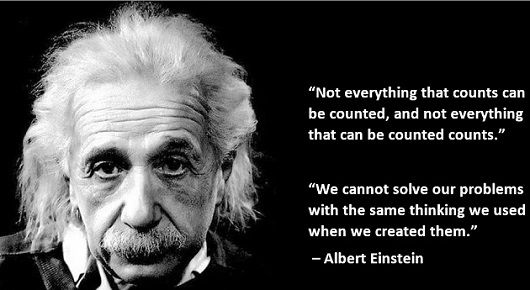 “Not everything that counts can
be counted, and not everything
that can be counted counts.”
“We cannot solve our problems
with the same thinking we used
when we created them.”
– Albert Einstein